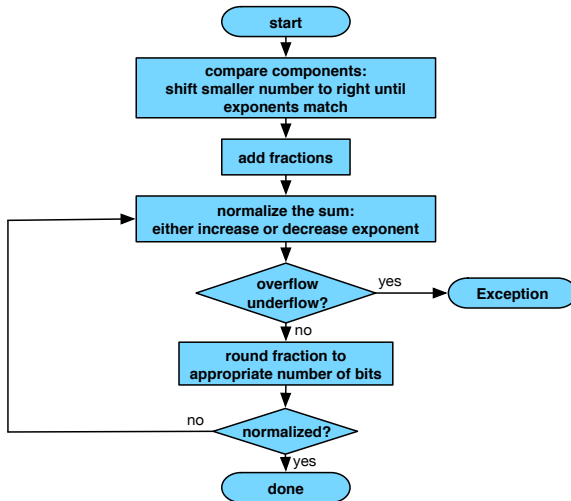 start
compare components:
shift smaller number to right until
exponents match
add fractions
normalize the sum:
either increase or decrease exponent
overflow
underflow?
yes
Exception
no
round fraction to
appropriate number of bits
no
normalized?
yes
done